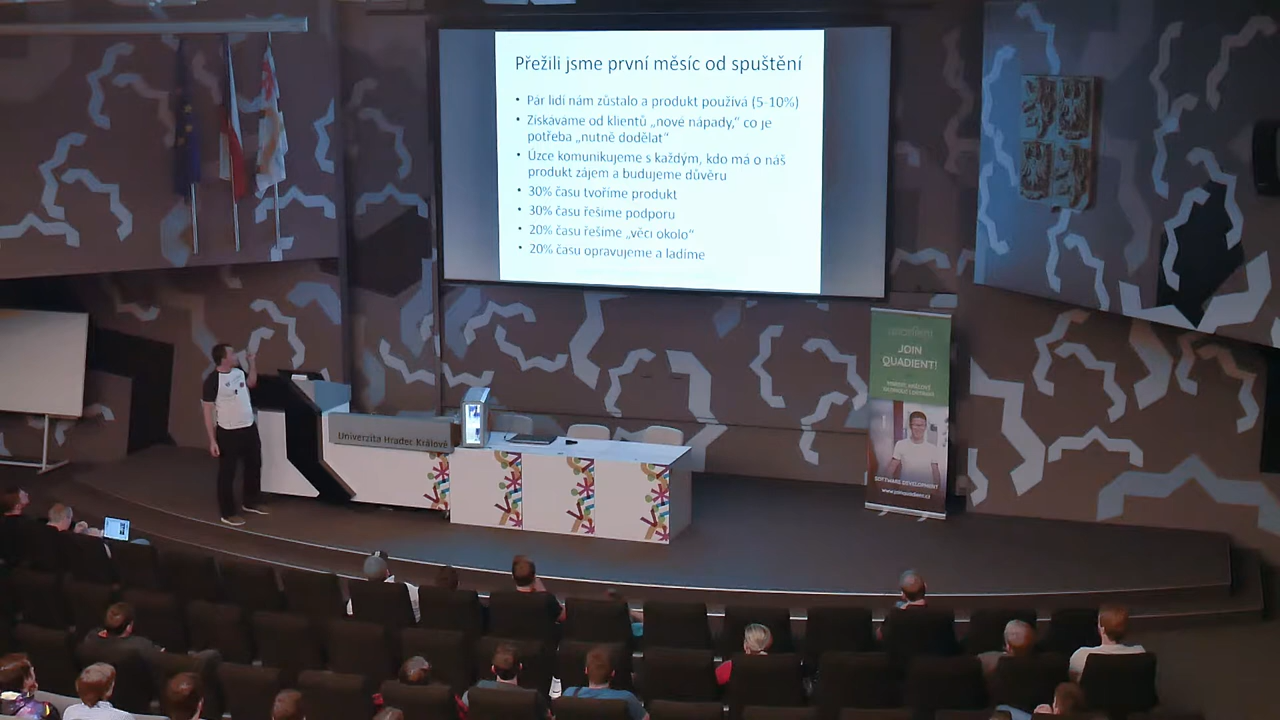 Přežili jsme první měsíc od spuštění
• Pár lidí nám zůstalo a produkt používá (5-10%)
• Získáváme od klientů „nové nápady," co je
potřeba „nutně dodělat"
• Úzce komunikujeme s každým, kdo má o náš
produkt zájem a budujeme důvěru
• 30% času tvoříme produkt
• 30% času řešíme podporu
• 20% času řešíme „věci okolo"
• 20% času opravujeme a ladíme
quadient
JOIN
QUADIENT!
SOFTWARE DEVELOPMENT
Univerzita Hradec Králové